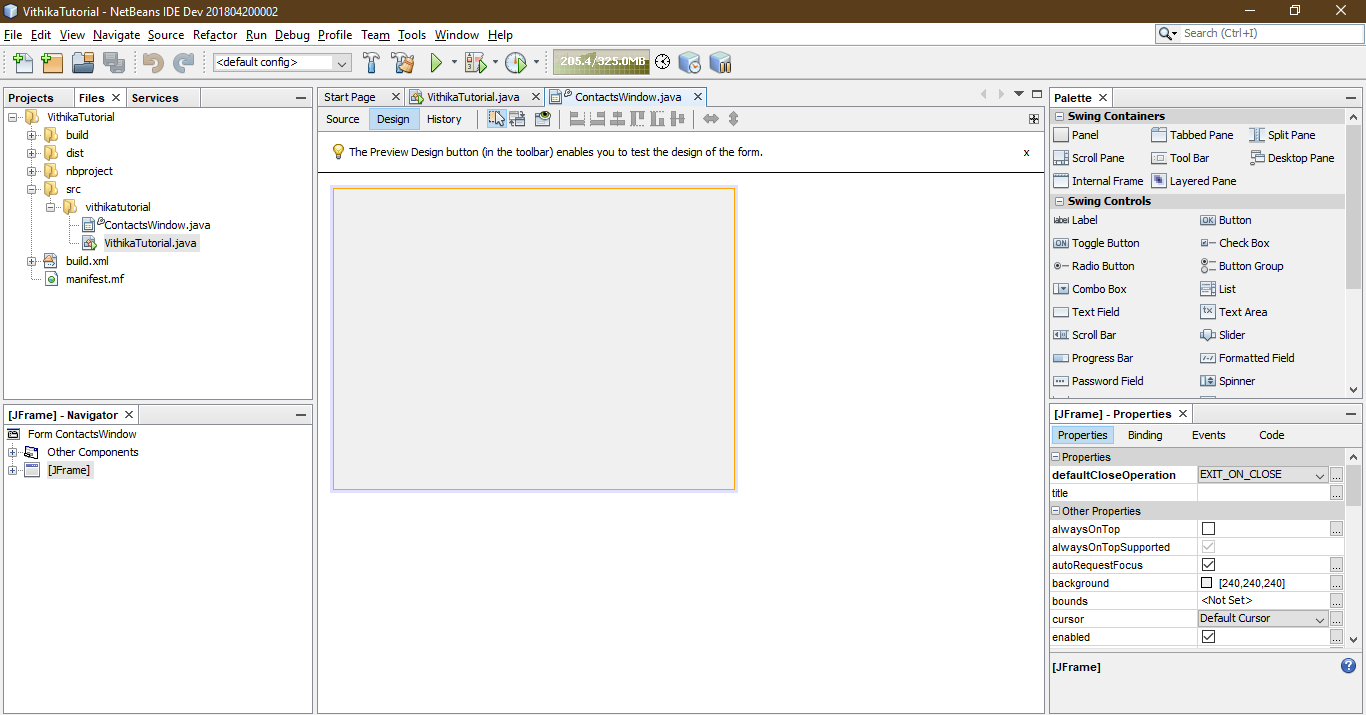 VithikaTutorial - NetBeans IDE Dev 201804200002
File Edit View Navigate Source Refactor Run Debug Profile Team Tools Window Help
Search (Ctrl+I)
<default config>
205.4/325.0MB
Projects Files Services
VithikaTutorial
build
dist
nbproject
src
vithikatutorial
ContactsWindow.java
VithikaTutorial.java
build.xml
manifest.mf
[JFrame] - Navigator
Form ContactsWindow
Other Components
[JFrame]
Start Page VithikaTutorial.java ContactsWindow.java
Source Design History
The Preview Design button (in the toolbar) enables you to test the design of the form. x
Palette
Swing Containers
Panel Tabbed Pane Split Pane
Scroll Pane Tool Bar Desktop Pane
Internal Frame Layered Pane
Swing Controls
label Label OK Button
ON Toggle Button Check Box
Radio Button Button Group
Combo Box List
Text Field Text Area
Scroll Bar Slider
Progress Bar Formatted Field
Password Field Spinner
[JFrame] - Properties
Properties Binding Events Code
Properties
defaultCloseOperation EXIT_ON_CLOSE ...
title ...
Other Properties
alwaysOnTop ...
alwaysOnTopSupported
autoRequestFocus ...
background [240,240,240] ...
bounds <Not Set> ...
cursor Default Cursor ...
enabled ...
[JFrame] ?